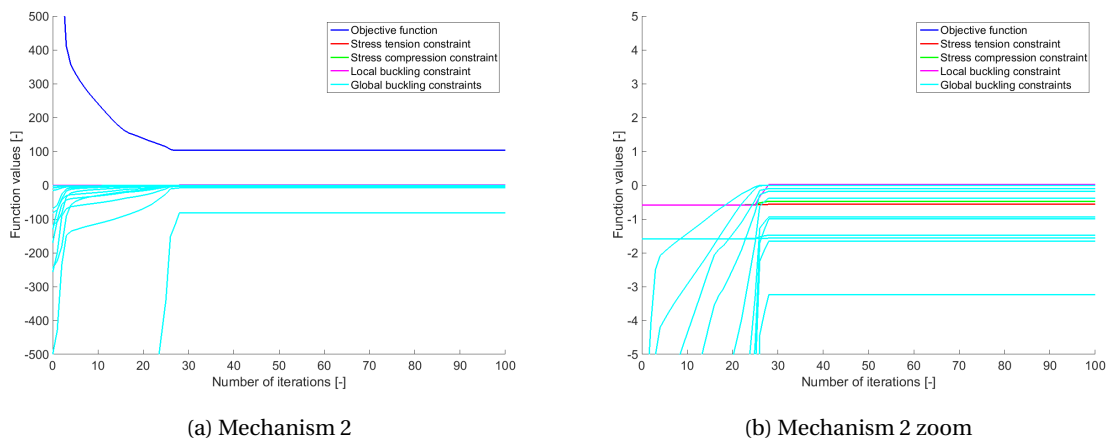 500
400
300
200
100
0
-100
-200
-300
-400
-500
0 10 20 30 40 50 60 70 80 90 100
Function values [-]
Number of iterations [-]
Objective function
Stress tension constraint
Stress compression constraint
Local buckling constraint
Global buckling constraints
(a) Mechanism 2
5
4
3
2
1
0
-1
-2
-3
-4
-5
0 10 20 30 40 50 60 70 80 90 100
Function values [-]
Number of iterations [-]
Objective function
Stress tension constraint
Stress compression constraint
Local buckling constraint
Global buckling constraints
(b) Mechanism 2 zoom